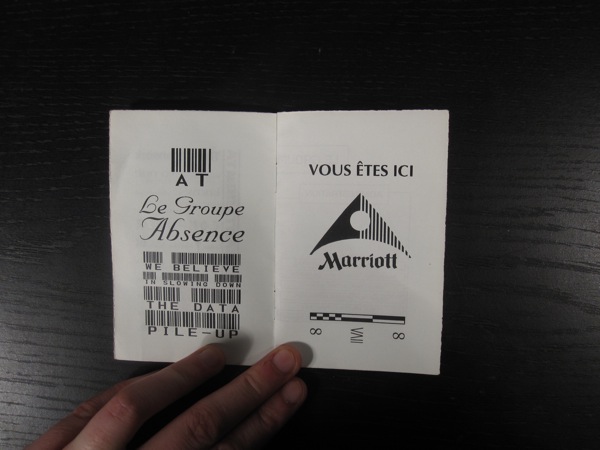 AT
Le Groupe
Absence
WE BELIEVE
IN SLOWING DOWN
THE DATA
PILE-UP
VOUS ÊTES ICI
Marriott